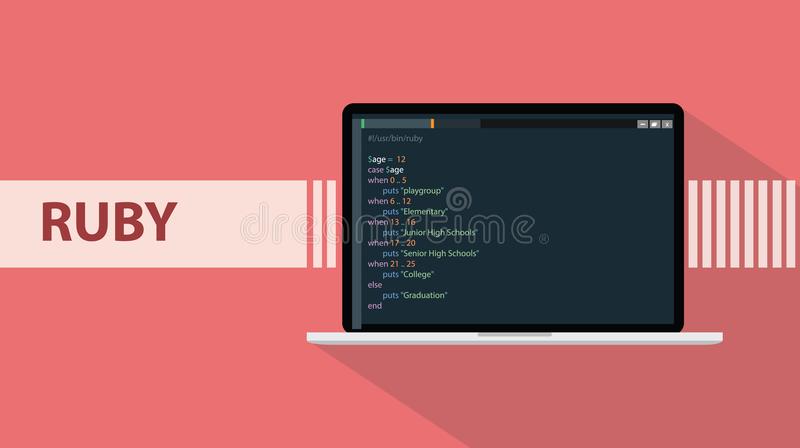 RUBY
#!/usr/bin/ruby
$age = 12
case $age
when 0 .. 5
puts "playgroup"
when 6 .. 12
puts "Elementary"
when 13 .. 16
puts "Junior High Schools"
when 17 .. 20
puts "Senior High Schools"
when 21 .. 25
puts "College"
else
puts "Graduation"
end
dreamstime.com